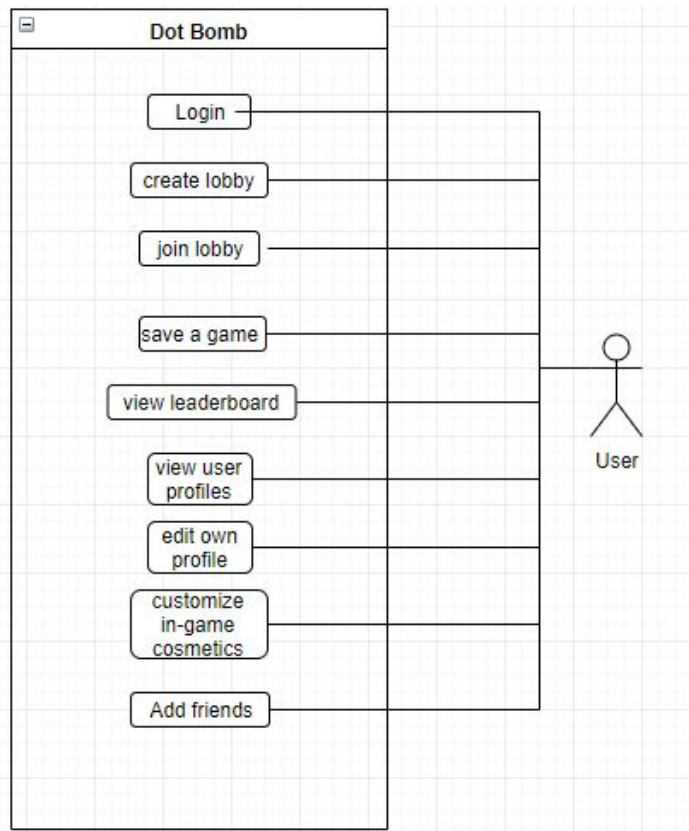 Dot Bomb
Login
create lobby
join lobby
save a game
view leaderboard
view user
profiles
edit own
profile
customize
in-game
cosmetics
Add friends
User